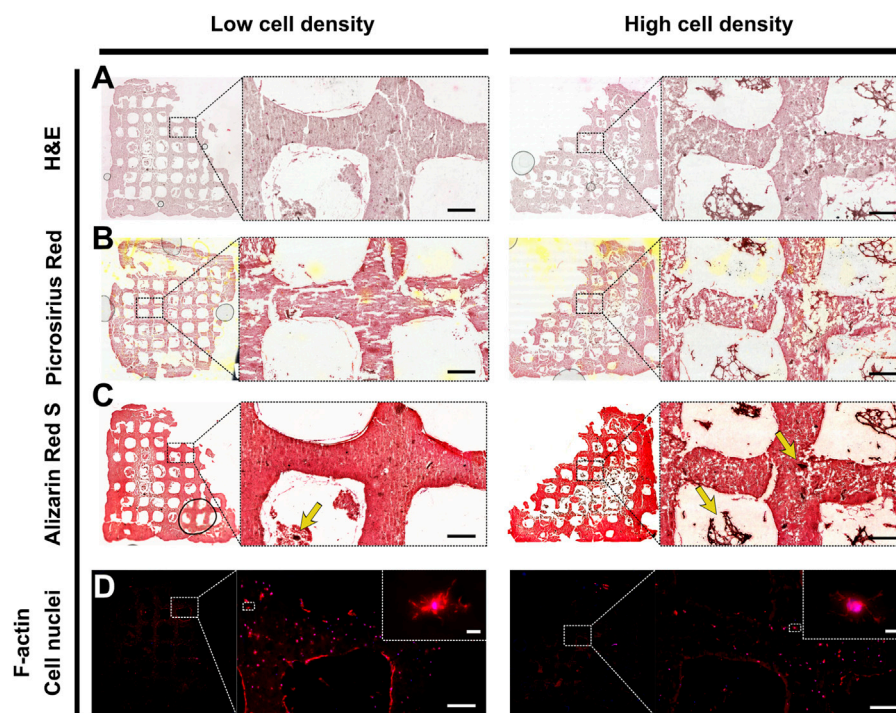 Low cell density
High cell density
A
H&E
B
Picrosirius Red
C
Alizarin Red S
D
F-actin
Cell nuclei